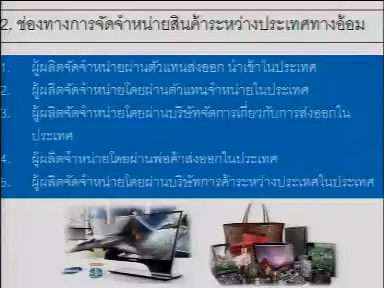 2. ช่องทางการจัดจำหน่ายสินค้าระหว่างประเทศทางอ้อม
1. ผู้ผลิตจัดจำหน่ายผ่านตัวแทนส่งออก นำเข้าในประเทศ
2. ผู้ผลิตจัดจำหน่ายโดยผ่านตัวแทนจำหน่ายในประเทศ
3. ผู้ผลิตจัดจำหน่ายโดยผ่านบริษัทจัดการเกี่ยวกับการส่งออกใน
ประเทศ
4. ผู้ผลิตจำหน่ายโดยผ่านพ่อค้าส่งออกในประเทศ
5. ผู้ผลิตจัดจำหน่ายโดยผ่านบริษัทการค้าระหว่างประเทศในประเทศ